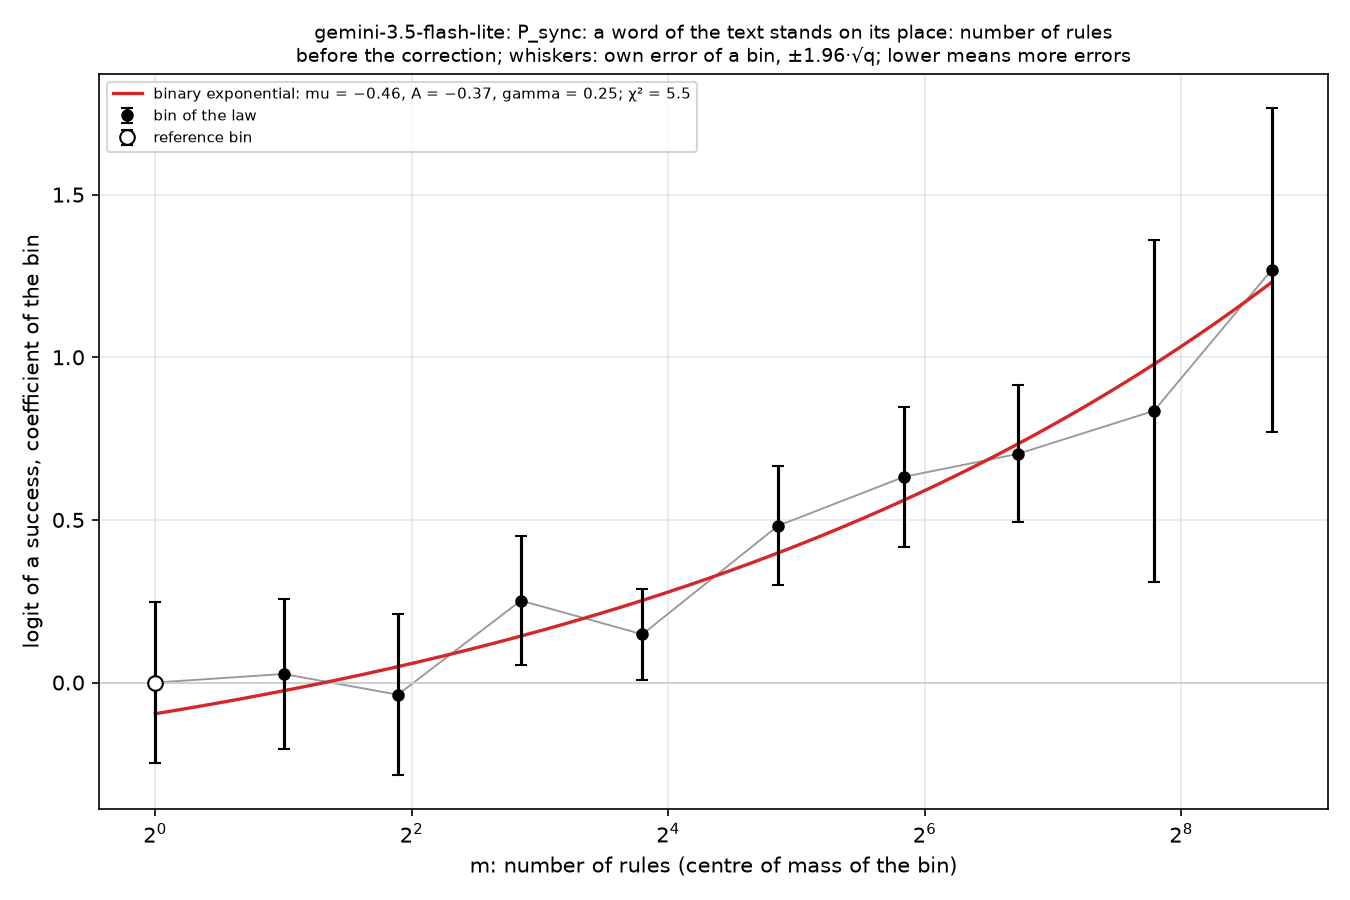 gemini-3.5-flash-lite: P_sync: a word of the text stands on its place: number of rules
before the correction; whiskers: own error of a bin, ±1.96·√q; lower means more errors
binary exponential: mu = −0.46, A = −0.37, gamma = 0.25; χ² = 5.5
bin of the law
reference bin
logit of a success, coefficient of the bin
1.5
1.0
0.5
0.0
2⁰ 2² 2⁴ 2⁶ 2⁸
m: number of rules (centre of mass of the bin)